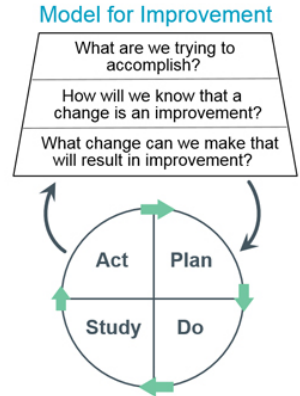 Model for Improvement
What are we trying to
accomplish?
How will we know that a
change is an improvement?
What change can we make that
will result in improvement?
Act
Plan
Study
Do